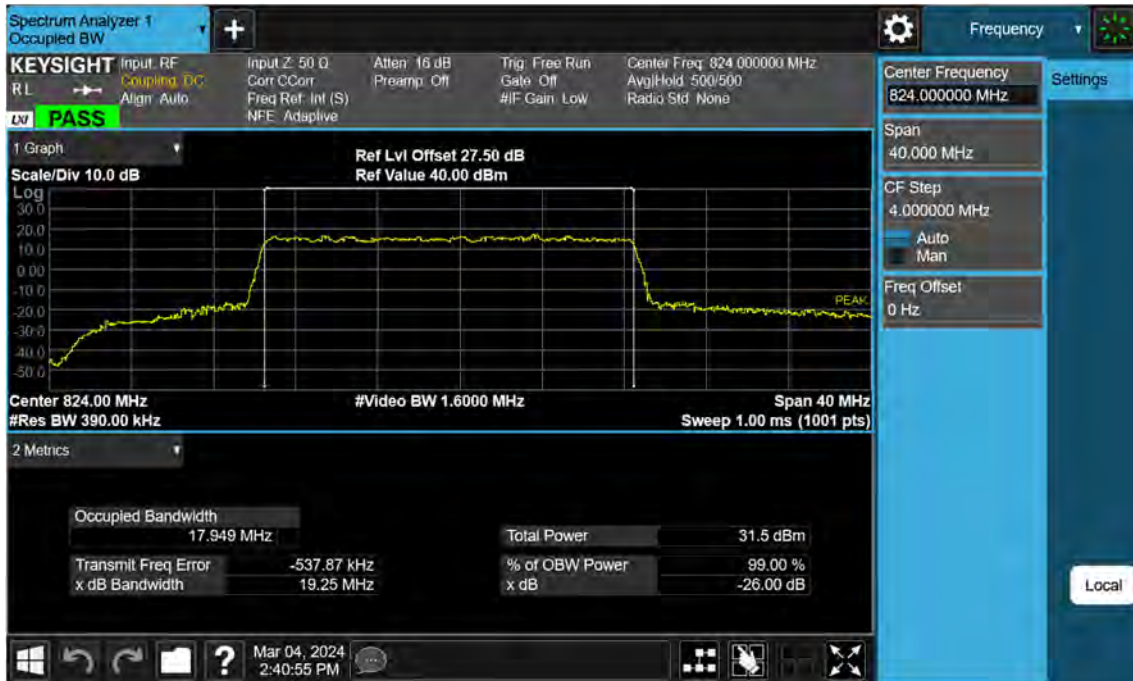 Spectrum Analyzer 1
Occupied BW
Frequency
KEYSIGHT
Input: RF
Coupling: DC
Align: Auto
Input Z: 50 Ω
Corr CCorr
Freq Ref: Int (S)
NFE: Adaptive
Atten: 16 dB
Preamp: Off
Trig: Free Run
Gate: Off
#IF Gain: Low
Center Freq: 824.000000 MHz
Avg|Hold: 500/500
Radio Std: None
RL
LXI
PASS
Center Frequency
824.000000 MHz
Settings
Span
40.000 MHz
CF Step
4.000000 MHz
Auto
Man
Freq Offset
0 Hz
1 Graph
Scale/Div 10.0 dB
Ref Lvl Offset 27.50 dB
Ref Value 40.00 dBm
Log
30.0
20.0
10.0
0.00
-10.0
-20.0
-30.0
-40.0
-50.0
PEAK
Center 824.00 MHz
#Video BW 1.6000 MHz
Span 40 MHz
#Res BW 390.00 kHz
Sweep 1.00 ms (1001 pts)
2 Metrics
Occupied Bandwidth
17.949 MHz
Total Power
31.5 dBm
Transmit Freq Error
-537.87 kHz
% of OBW Power
99.00 %
x dB Bandwidth
19.25 MHz
x dB
-26.00 dB
Local
?
Mar 04, 2024
2:40:55 PM